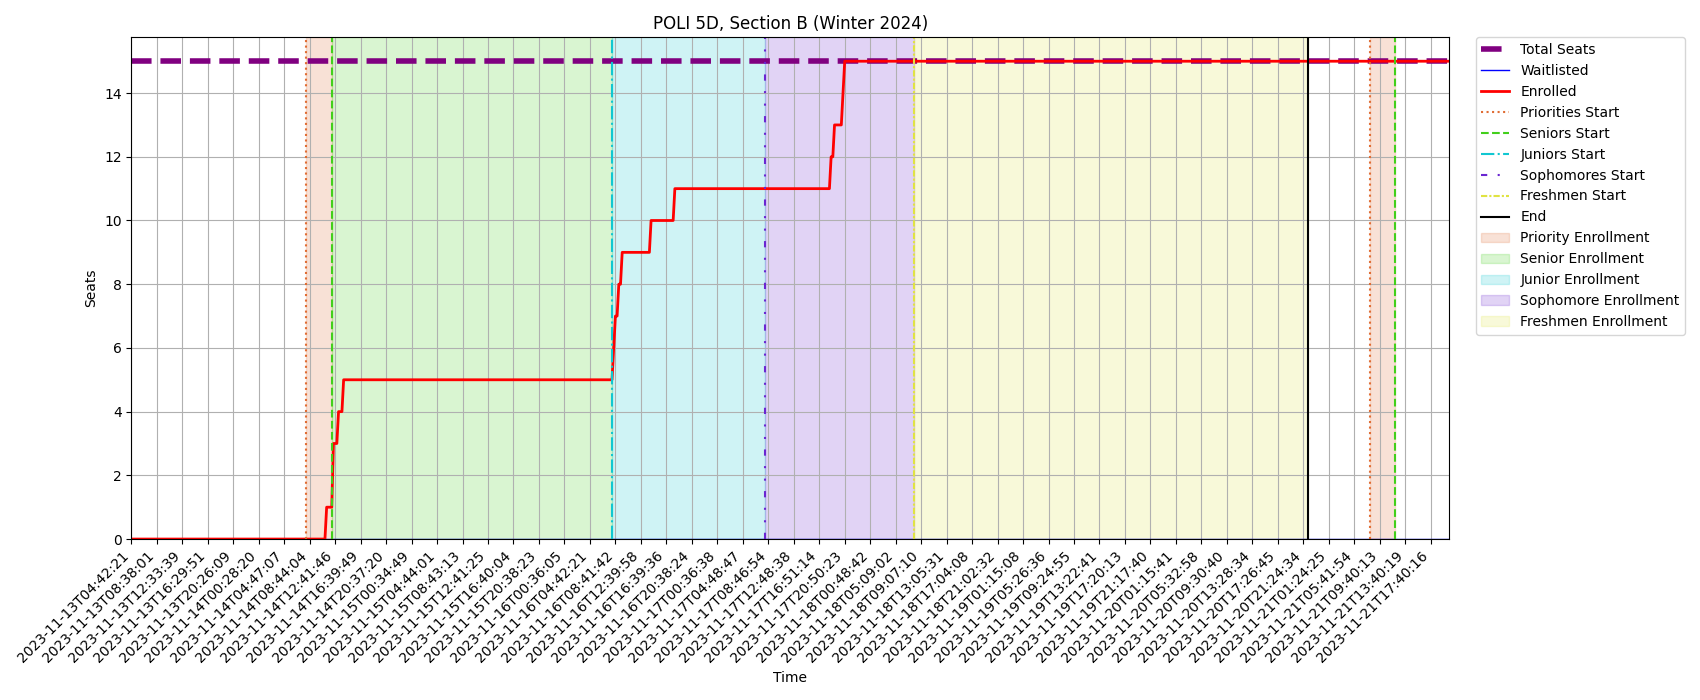 POLI 5D, Section B (Winter 2024)
Total Seats
Waitlisted
Enrolled
Priorities Start
Seniors Start
Juniors Start
Sophomores Start
Freshmen Start
End
Priority Enrollment
Senior Enrollment
Junior Enrollment
Sophomore Enrollment
Freshmen Enrollment
Seats
14
12
10
8
6
4
2
0
2023-11-13T04:42:21
2023-11-13T08:38:01
2023-11-13T12:33:39
2023-11-13T16:29:51
2023-11-13T20:26:09
2023-11-14T00:28:20
2023-11-14T04:47:07
2023-11-14T08:44:04
2023-11-14T12:41:46
2023-11-14T16:39:49
2023-11-14T20:37:20
2023-11-15T00:34:49
2023-11-15T04:44:01
2023-11-15T08:43:13
2023-11-15T12:41:25
2023-11-15T16:40:04
2023-11-15T20:38:23
2023-11-16T00:36:05
2023-11-16T04:42:21
2023-11-16T08:41:42
2023-11-16T12:39:58
2023-11-16T16:39:36
2023-11-16T20:38:24
2023-11-17T00:36:38
2023-11-17T04:48:47
2023-11-17T08:46:54
2023-11-17T12:48:38
2023-11-17T16:51:14
2023-11-17T20:50:23
2023-11-18T00:48:42
2023-11-18T05:09:02
2023-11-18T09:07:10
2023-11-18T13:05:31
2023-11-18T17:04:08
2023-11-18T21:02:32
2023-11-19T01:15:08
2023-11-19T05:26:36
2023-11-19T09:24:55
2023-11-19T13:22:41
2023-11-19T17:20:13
2023-11-19T21:17:40
2023-11-20T01:15:41
2023-11-20T05:32:58
2023-11-20T09:30:40
2023-11-20T13:28:34
2023-11-20T17:26:45
2023-11-20T21:24:34
2023-11-21T01:24:25
2023-11-21T05:41:54
2023-11-21T09:40:13
2023-11-21T13:40:19
2023-11-21T17:40:16
Time